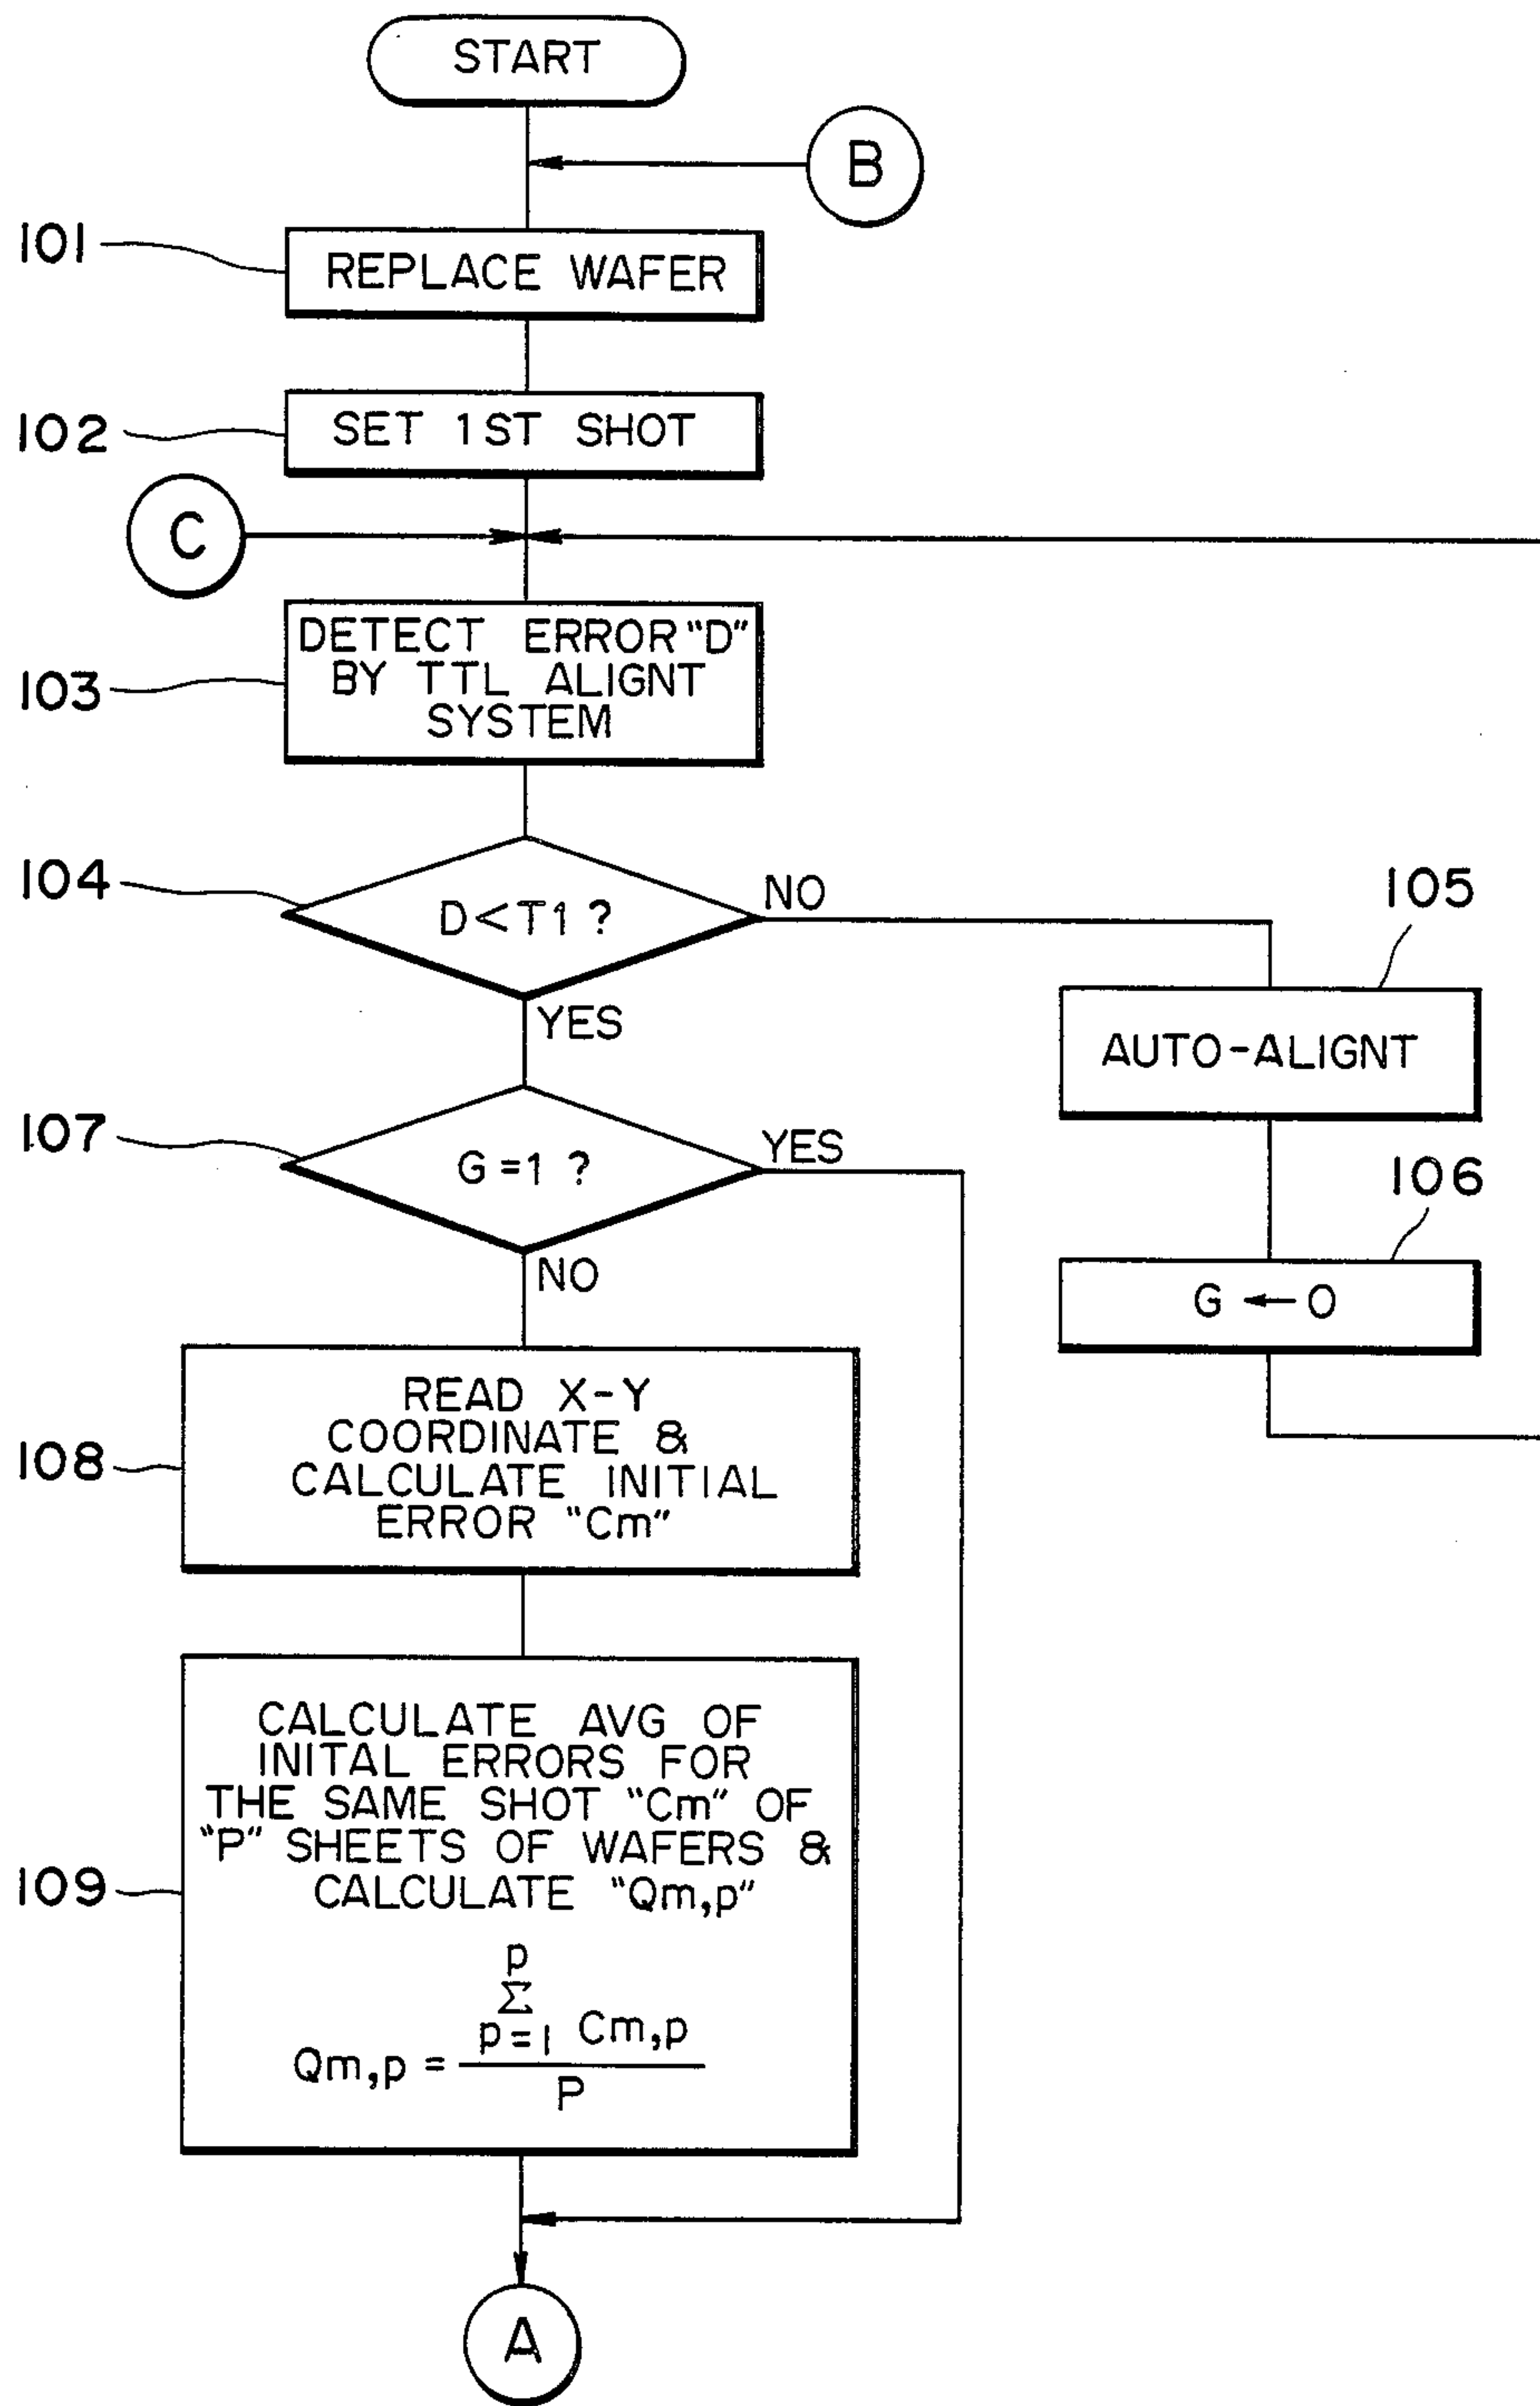 START
B
101
REPLACE WAFER
102
SET 1ST SHOT
C
103
DETECT ERROR "D"
BY TTL ALIGNT
SYSTEM
104
D<T1 ?
NO
YES
105
AUTO-ALIGNT
107
G=1 ?
YES
NO
106
G ← O
108
READ X-Y
COORDINATE &
CALCULATE INITIAL
ERROR "Cm"
109
CALCULATE AVG OF
INITAL ERRORS FOR
THE SAME SHOT "Cm" OF
"P" SHEETS OF WAFERS &
CALCULATE "Qm,p"
p
Σ
p=1 Cm,p
Qm,p =
P
A